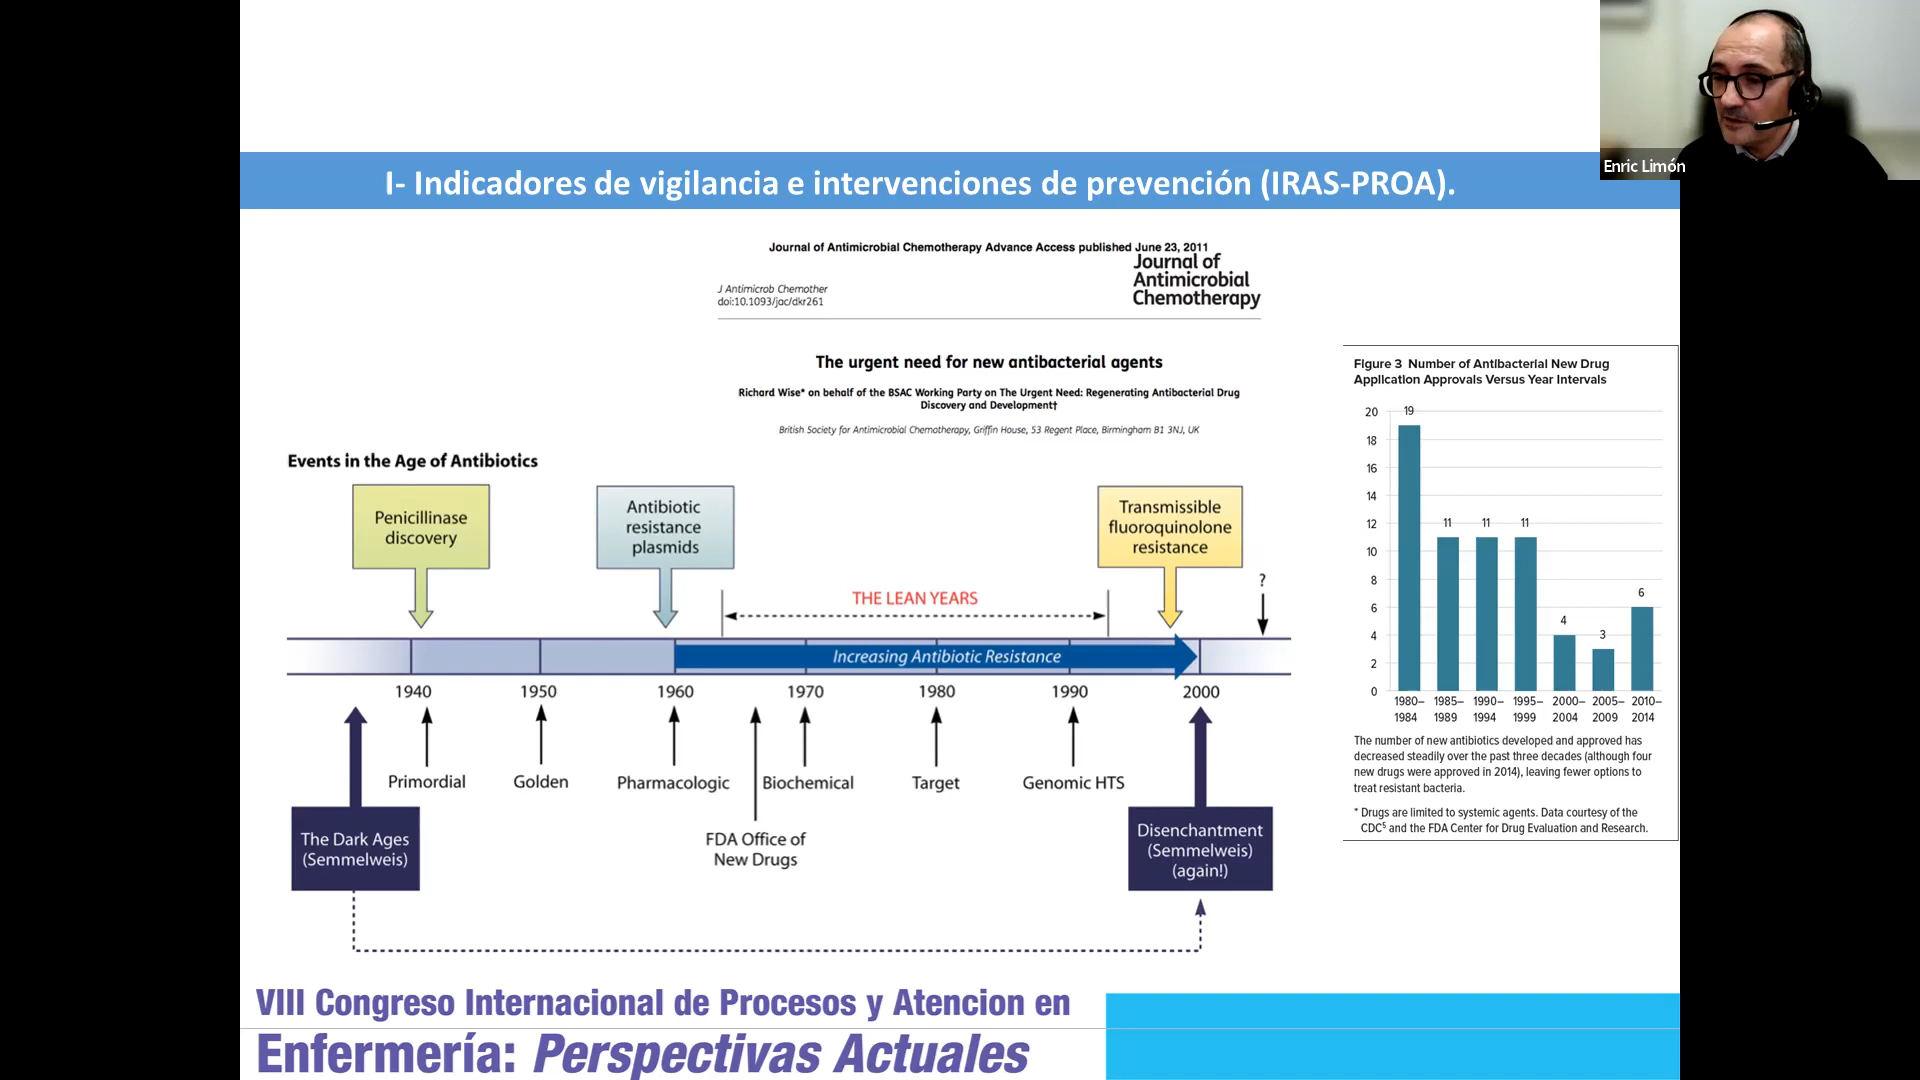 Enric Limón
I- Indicadores de vigilancia e intervenciones de prevención (IRAS-PROA).
Journal of Antimicrobial Chemotherapy Advance Access published June 23, 2011
Journal of
Antimicrobial
Chemotherapy
J Antimicrob Chemother
doi:10.1093/jac/dkr261
The urgent need for new antibacterial agents
Richard Wise* on behalf of the BSAC Working Party on The Urgent Need: Regenerating Antibacterial Drug
Discovery and Development†
British Society for Antimicrobial Chemotherapy, Griffin House, 53 Regent Place, Birmingham B1 3NJ, UK
Events in the Age of Antibiotics
Penicillinase
discovery
Antibiotic
resistance
plasmids
Transmissible
fluoroquinolone
resistance
?
THE LEAN YEARS
Increasing Antibiotic Resistance
1940 1950 1960 1970 1980 1990 2000
Primordial Golden Pharmacologic Biochemical Target Genomic HTS
FDA Office of
New Drugs
The Dark Ages
(Semmelweis)
Disenchantment
(Semmelweis)
(again!)
Figure 3 Number of Antibacterial New Drug
Application Approvals Versus Year Intervals
20
18
16
14
12
10
8
6
4
2
0
19 11 11 11 4 3 6
1980– 1985– 1990– 1995– 2000– 2005– 2010–
1984 1989 1994 1999 2004 2009 2014
The number of new antibiotics developed and approved has
decreased steadily over the past three decades (although four
new drugs were approved in 2014), leaving fewer options to
treat resistant bacteria.
* Drugs are limited to systemic agents. Data courtesy of the
CDC5 and the FDA Center for Drug Evaluation and Research.
VIII Congreso Internacional de Procesos y Atencion en
Enfermería: Perspectivas Actuales